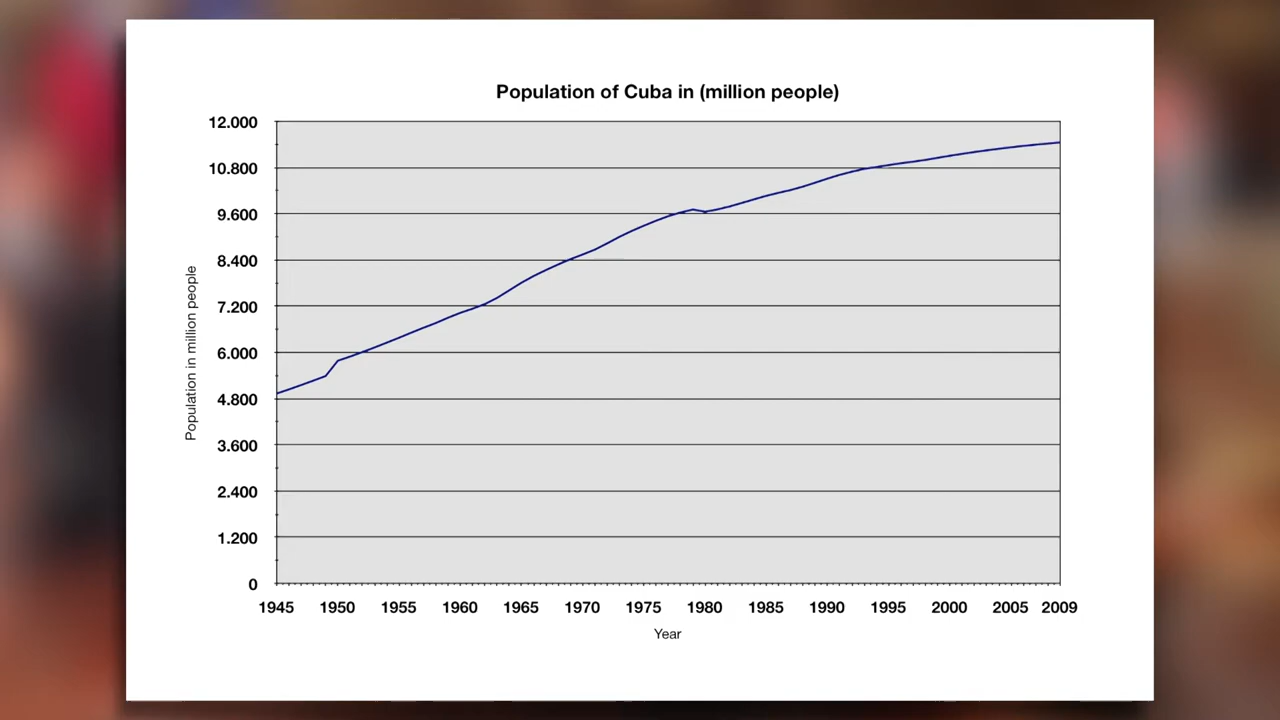 Population of Cuba in (million people)
12.000
10.800
9.600
8.400
7.200
6.000
4.800
3.600
2.400
1.200
0
Population in million people
1945 1950 1955 1960 1965 1970 1975 1980 1985 1990 1995 2000 2005 2009
Year